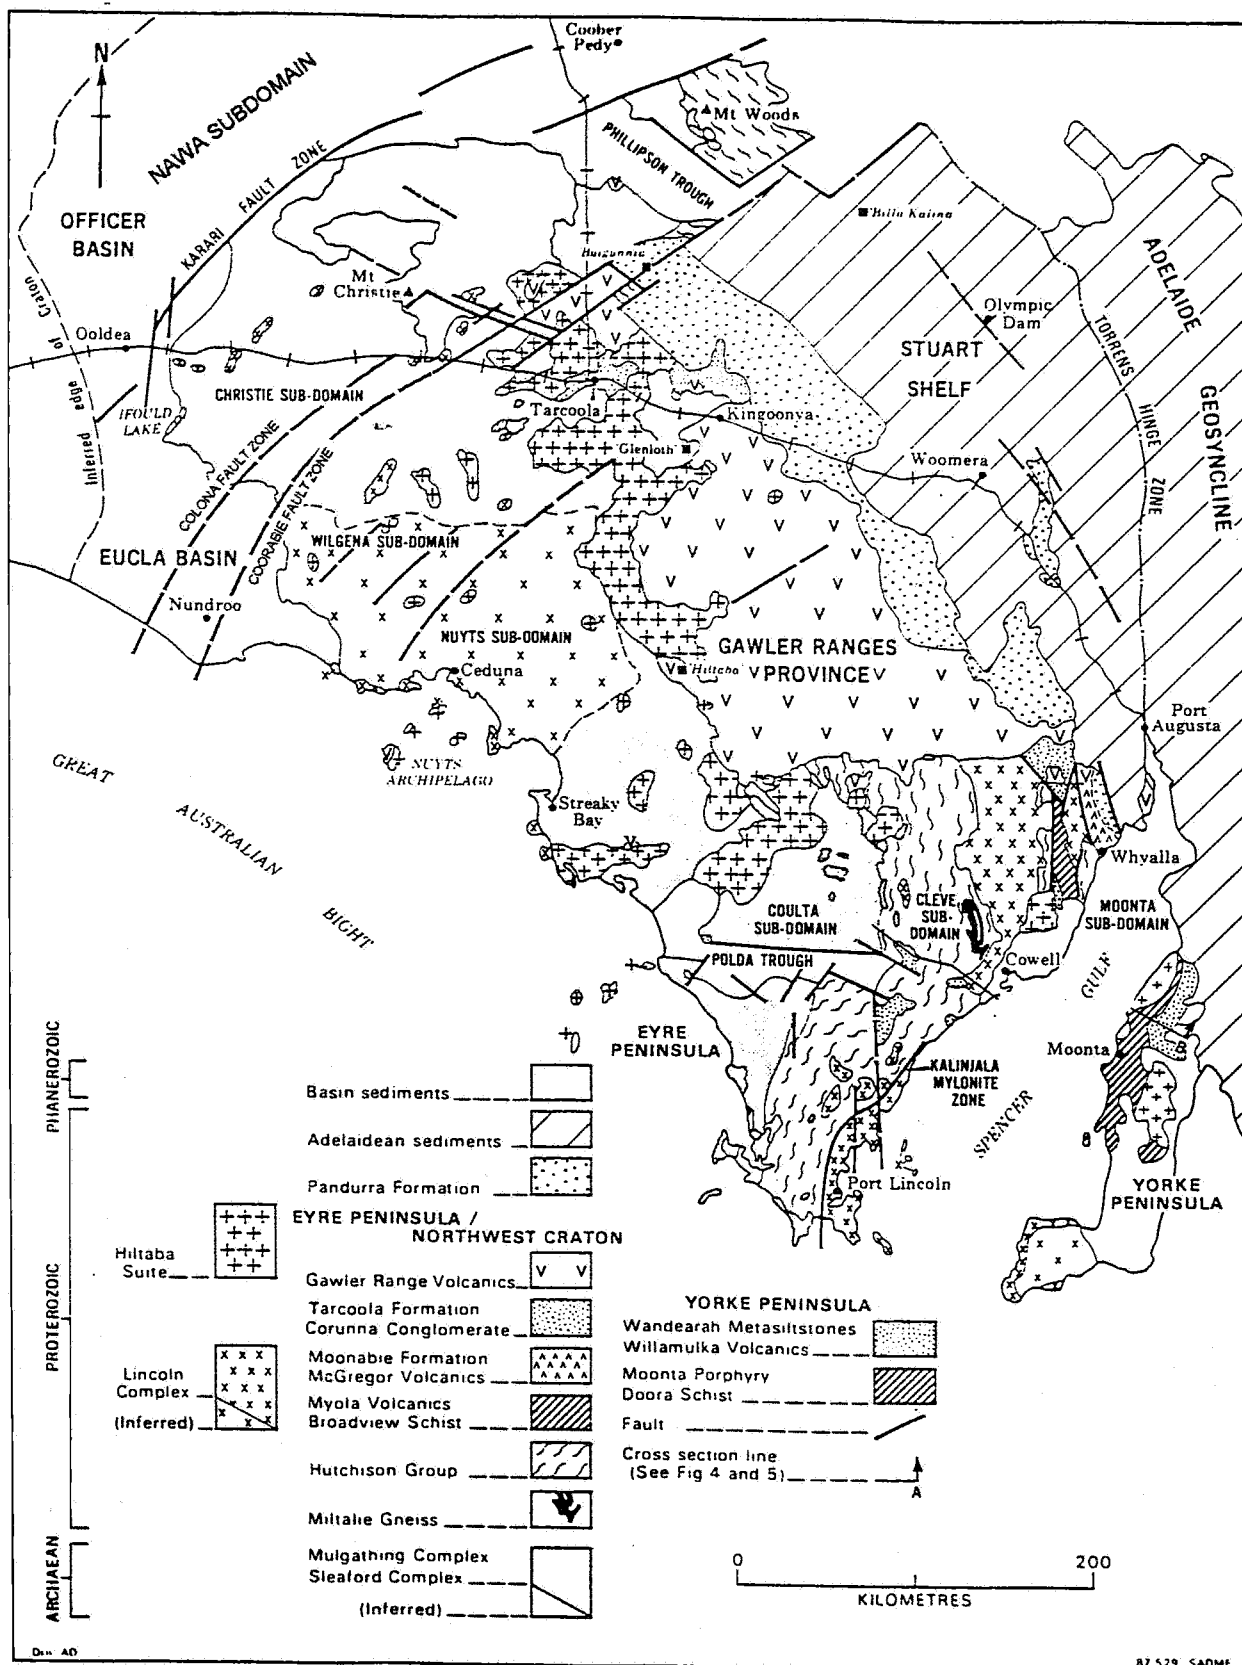 N
Coober
Pedy
NAWA SUBDOMAIN
Mt Woods
PHILLIPSON TROUGH
KARARI FAULT ZONE
OFFICER
BASIN
Billa Kalina
ADELAIDE
GEOSYNCLINE
Mt
Christie
Bulgunnia
Olympic
Dam
TORRENS
HINGE
ZONE
Ooldea
Inferred edge of Craton
STUART
SHELF
CHRISTIE SUB-DOMAIN
IFOULD
LAKE
Tarcoola
Kingoonya
Glenloth
Woomera
COLONA FAULT ZONE
COORABIE FAULT ZONE
WILGENA SUB-DOMAIN
EUCLA BASIN
Nundroo
NUYTS SUB-DOMAIN
GAWLER RANGES
PROVINCE
Hiltaba
Ceduna
Port
Augusta
GREAT
AUSTRALIAN
BIGHT
NUYTS
ARCHIPELAGO
Streaky
Bay
Whyalla
COULTA
SUB-DOMAIN
CLEVE
SUB-
DOMAIN
MOONTA
SUB-DOMAIN
POLDA TROUGH
Cowell
GULF
EYRE
PENINSULA
Moonta
KALINJALA
MYLONITE
ZONE
SPENCER
Port Lincoln
YORKE
PENINSULA
PHANEROZOIC
Basin sediments
Adelaidean sediments
Pandurra Formation
PROTEROZOIC
EYRE PENINSULA /
NORTHWEST CRATON
Hiltaba
Suite
Gawler Range Volcanics
Tarcoola Formation
Corunna Conglomerate
Moonabie Formation
McGregor Volcanics
Lincoln
Complex
(Inferred)
Myola Volcanics
Broadview Schist
Hutchison Group
Miltalie Gneiss
ARCHAEAN
Mulgathing Complex
Sleaford Complex
(Inferred)
YORKE PENINSULA
Wandearah Metasiltstones
Willamulka Volcanics
Moonta Porphyry
Doora Schist
Fault
Cross section line
(See Fig 4 and 5)
A
0 200
KILOMETRES
87 529 SADME